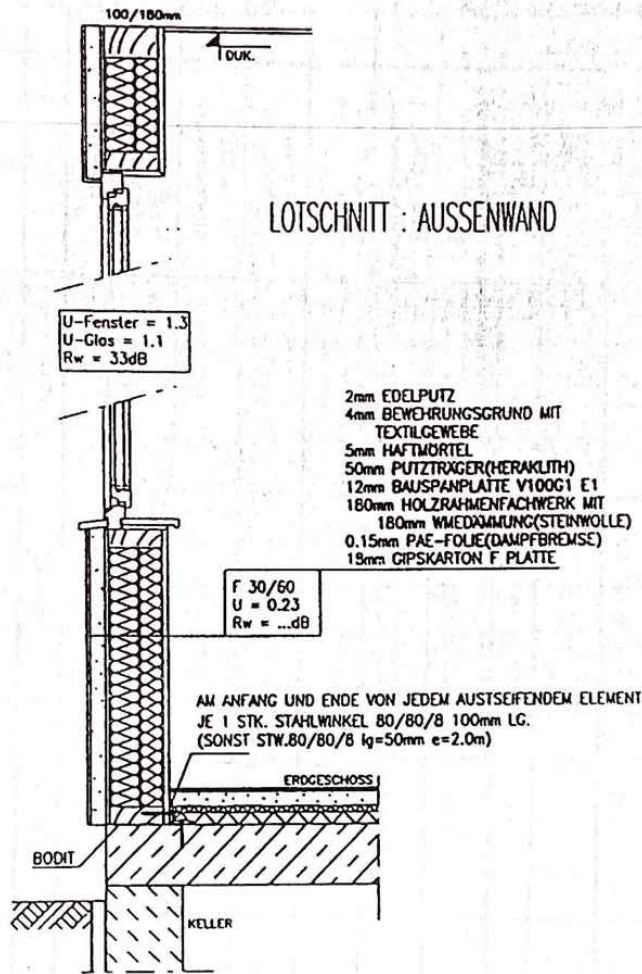 100/180mm
DUK.
LOTSCHNITT : AUSSENWAND
U-Fenster = 1.3
U-Glas = 1.1
Rw = 33dB
2mm EDELPUTZ
4mm BEWEHRUNGSGRUND MIT
TEXTILGEWEBE
5mm HAFTMÖRTEL
50mm PUTZTRÄGER(HERAKLITH)
12mm BAUSPANPLATTE V100G1 E1
180mm HOLZRAHMENFACHWERK MIT
180mm WMEDÄMMUNG(STEINWOLLE)
0.15mm PAE-FOLIE(DAMPFBREMSE)
15mm GIPSKARTON F PLATTE
F 30/60
U = 0.23
Rw = ...dB
AM ANFANG UND ENDE VON JEDEM AUSTSEIFENDEM ELEMENT
JE 1 STK. STAHLWINKEL 80/80/8 100mm LG.
(SONST STW.80/80/8 lg=50mm e=2.0m)
ERDGESCHOSS
BODIT
KELLER